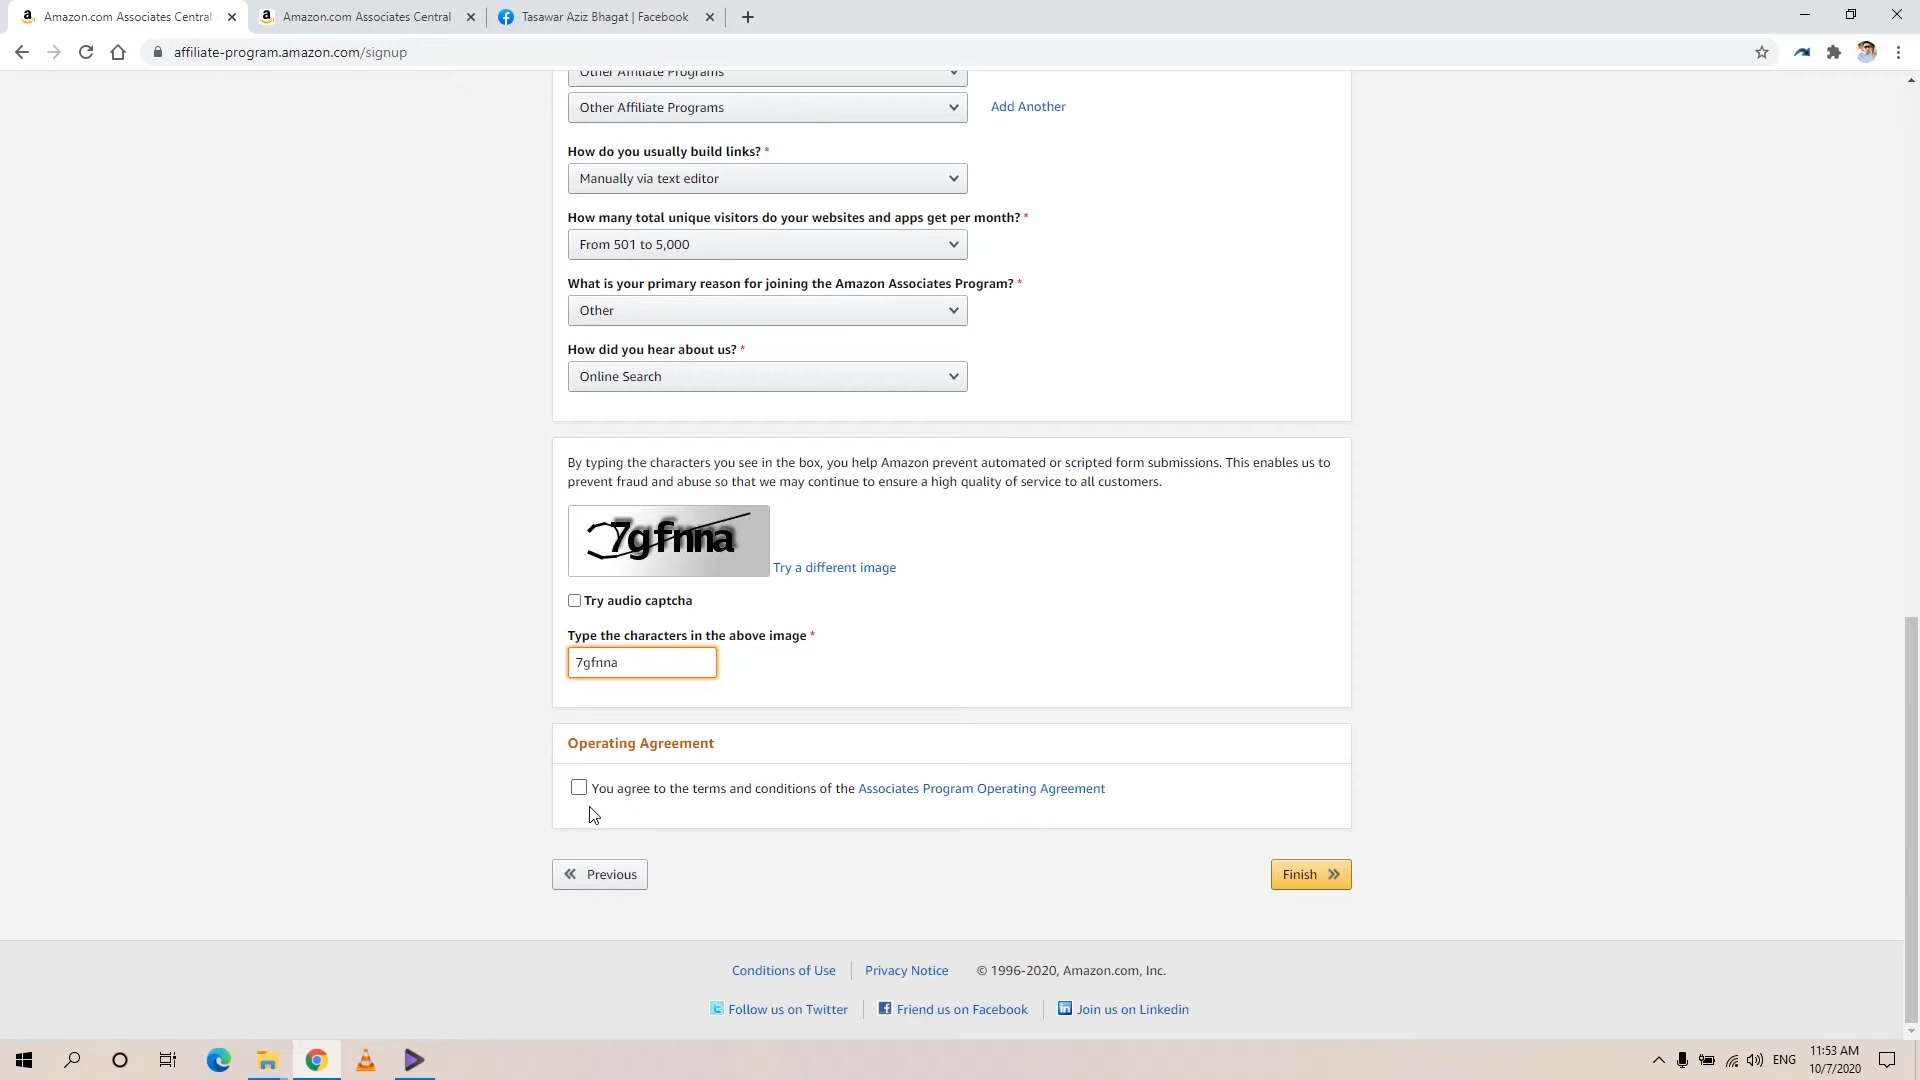 Amazon.com Associates Central
Amazon.com Associates Central
Tasawar Aziz Bhagat | Facebook
affiliate-program.amazon.com/signup
Other Affiliate Programs
Other Affiliate Programs
Add Another
How do you usually build links? *
Manually via text editor
How many total unique visitors do your websites and apps get per month? *
From 501 to 5,000
What is your primary reason for joining the Amazon Associates Program? *
Other
How did you hear about us? *
Online Search
By typing the characters you see in the box, you help Amazon prevent automated or scripted form submissions. This enables us to
prevent fraud and abuse so that we may continue to ensure a high quality of service to all customers.
7gfnna
Try a different image
Try audio captcha
Type the characters in the above image *
7gfnna
Operating Agreement
You agree to the terms and conditions of the Associates Program Operating Agreement
Previous
Finish
Conditions of Use
Privacy Notice
© 1996-2020, Amazon.com, Inc.
Follow us on Twitter
Friend us on Facebook
Join us on Linkedin
ENG
11:53 AM
10/7/2020